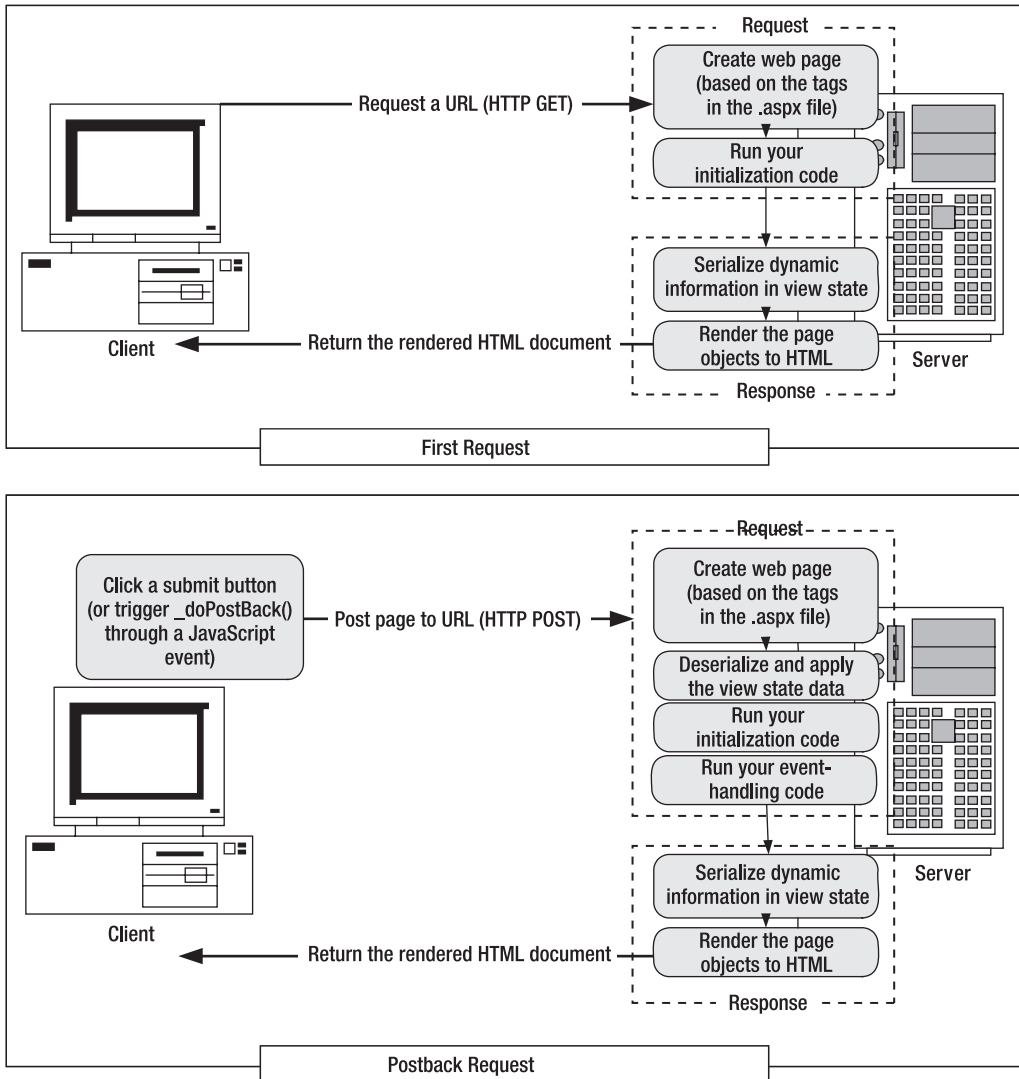 Request
Create web page
(based on the tags
in the .aspx file)
Request a URL (HTTP GET)
Run your
initialization code
Serialize dynamic
information in view state
Render the page
objects to HTML
Return the rendered HTML document
Client
Server
Response
First Request
Request
Click a submit button
(or trigger _doPostBack()
through a JavaScript
event)
Post page to URL (HTTP POST)
Create web page
(based on the tags
in the .aspx file)
Deserialize and apply
the view state data
Run your
initialization code
Run your event-
handling code
Serialize dynamic
information in view state
Server
Client
Return the rendered HTML document
Render the page
objects to HTML
Response
Postback Request